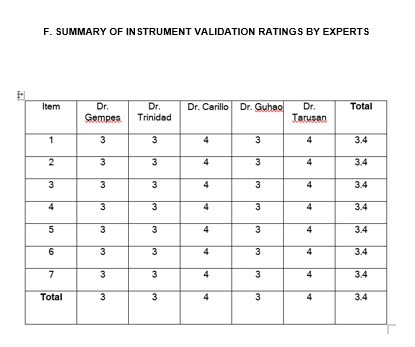 F. SUMMARY OF INSTRUMENT VALIDATION RATINGS BY EXPERTS
Item Dr. Gempes Dr. Trinidad Dr. Carillo Dr. Guhao Dr. Tarusan Total
1 3 3 4 3 4 3.4
2 3 3 4 3 4 3.4
3 3 3 4 3 4 3.4
4 3 3 4 3 4 3.4
5 3 3 4 3 4 3.4
6 3 3 4 3 4 3.4
7 3 3 4 3 4 3.4
Total 3 3 4 3 4 3.4